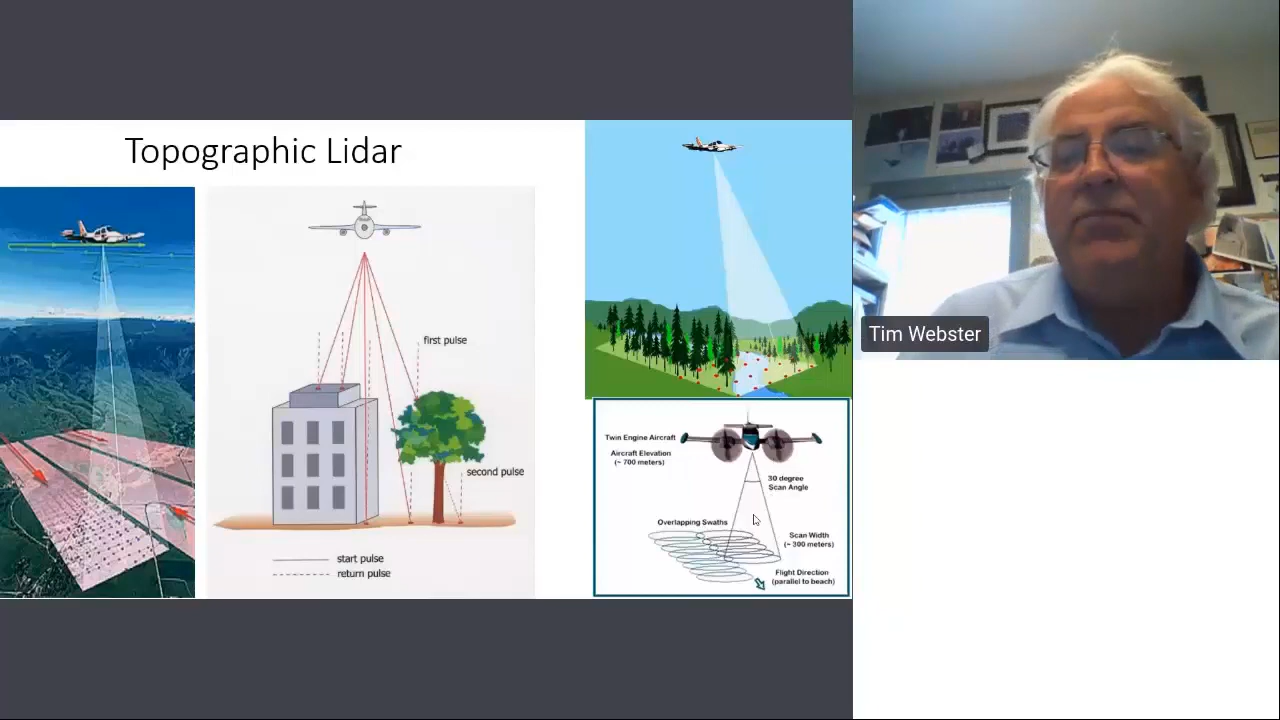 Topographic Lidar
first pulse
second pulse
start pulse
return pulse
Twin Engine Aircraft
Aircraft Elevation
(~ 700 meters)
30 degree
Scan Angle
Overlapping Swaths
Scan Width
(~ 300 meters)
Flight Direction
(parallel to beach)
Tim Webster